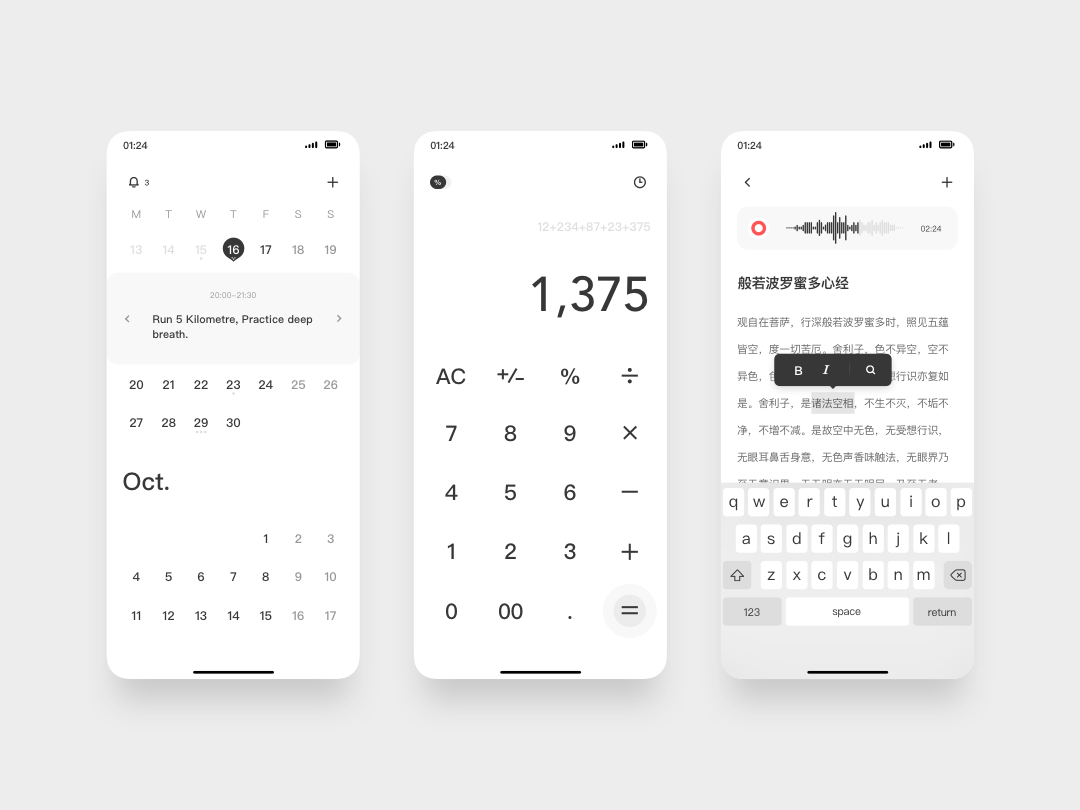 01:24
3
M T W T F S S
13 14 15 16 17 18 19
20:00–21:30
Run 5 Kilometre, Practice deep
breath.
20 21 22 23 24 25 26
27 28 29 30
Oct.
1 2 3
4 5 6 7 8 9 10
11 12 13 14 15 16 17
01:24
%
12+234+87+23+375
1,375
AC +/− % ÷
7 8 9 ×
4 5 6 −
1 2 3 +
0 00 . =
01:24
02:24
般若波罗蜜多心经
观自在菩萨，行深般若波罗蜜多时，照见五蕴
皆空，度一切苦厄。舍利子，色不异空，空不
B I
异色，想行识亦复如
是。舍利子，是诸法空相，不生不灭，不垢不
净，不增不减。是故空中无色，无受想行识，
无眼耳鼻舌身意，无色声香味触法，无眼界乃
q w e r t y u i o p
a s d f g h j k l
z x c v b n m
123 space return